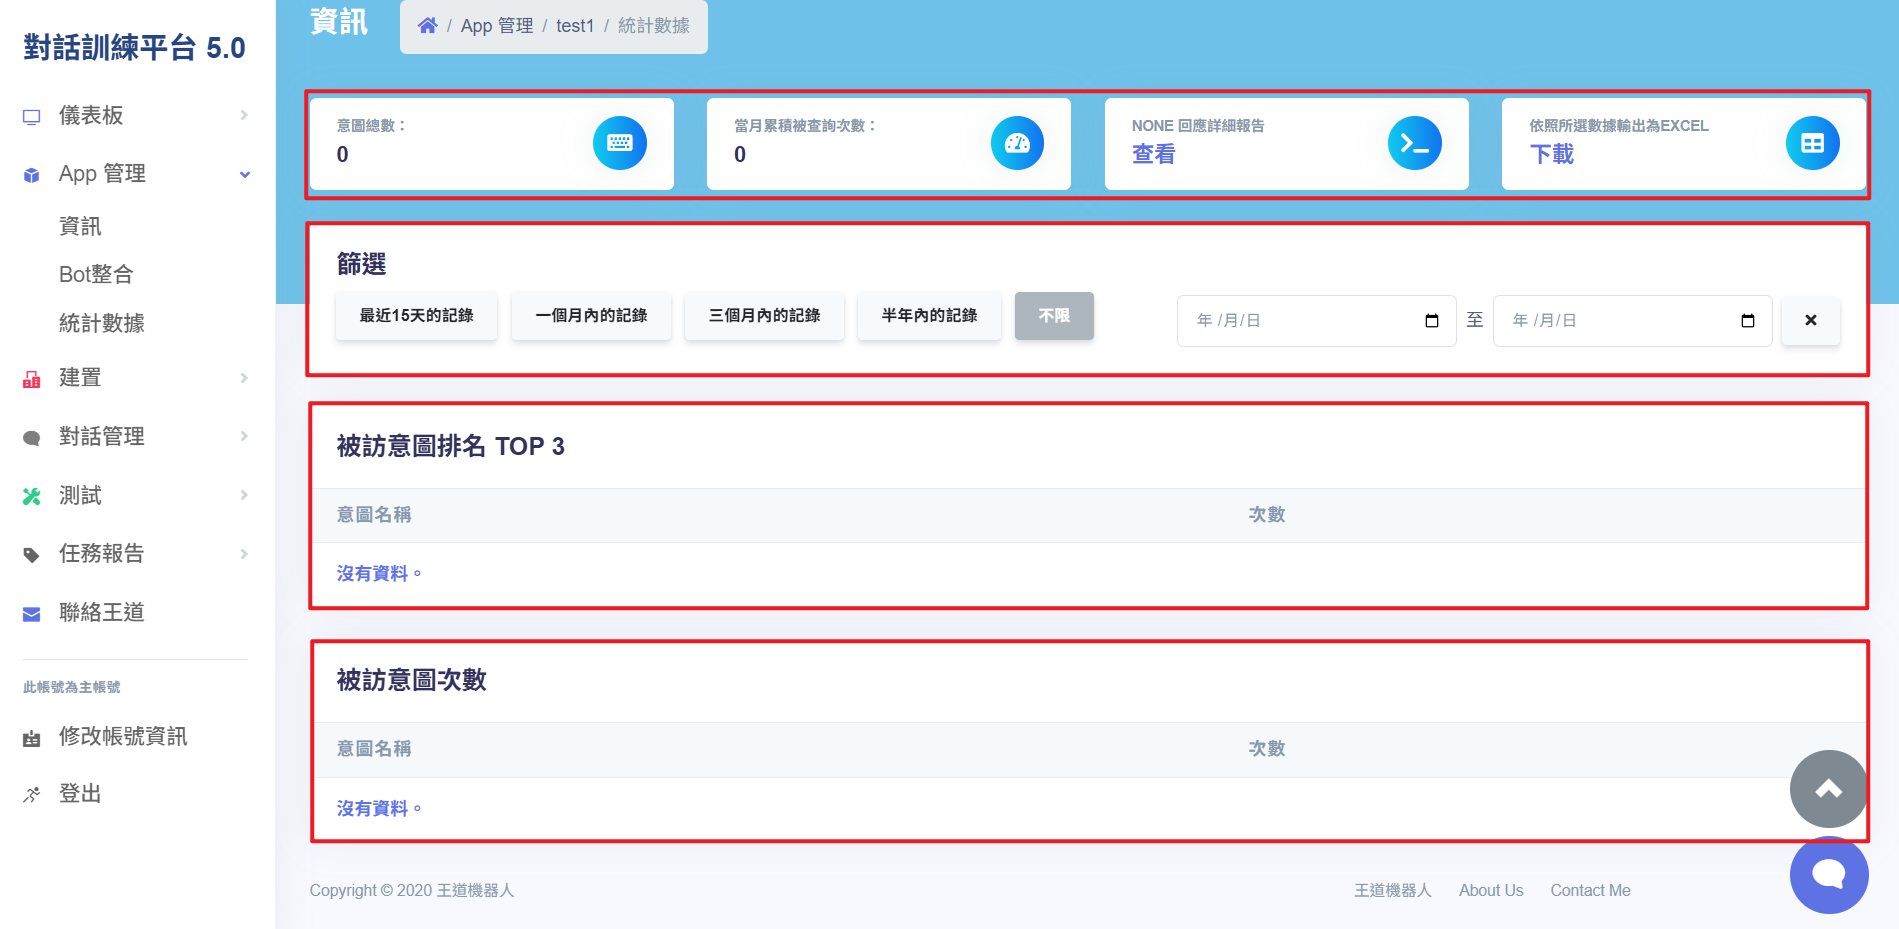 對話訓練平台 5.0
儀表板
App 管理
資訊
Bot整合
統計數據
建置
對話管理
測試
任務報告
聯絡王道
此帳號為主帳號
修改帳號資訊
登出
資訊
/ App 管理 / test1 / 統計數據
意圖總數：
0
當月累積被查詢次數：
0
NONE 回應詳細報告
查看
依照所選數據輸出為EXCEL
下載
篩選
最近15天的記錄
一個月內的記錄
三個月內的記錄
半年內的記錄
不限
年 /月/日
至
年 /月/日
被訪意圖排名 TOP 3
意圖名稱 次數
沒有資料。
被訪意圖次數
意圖名稱 次數
沒有資料。
Copyright © 2020 王道機器人
王道機器人 About Us Contact Me